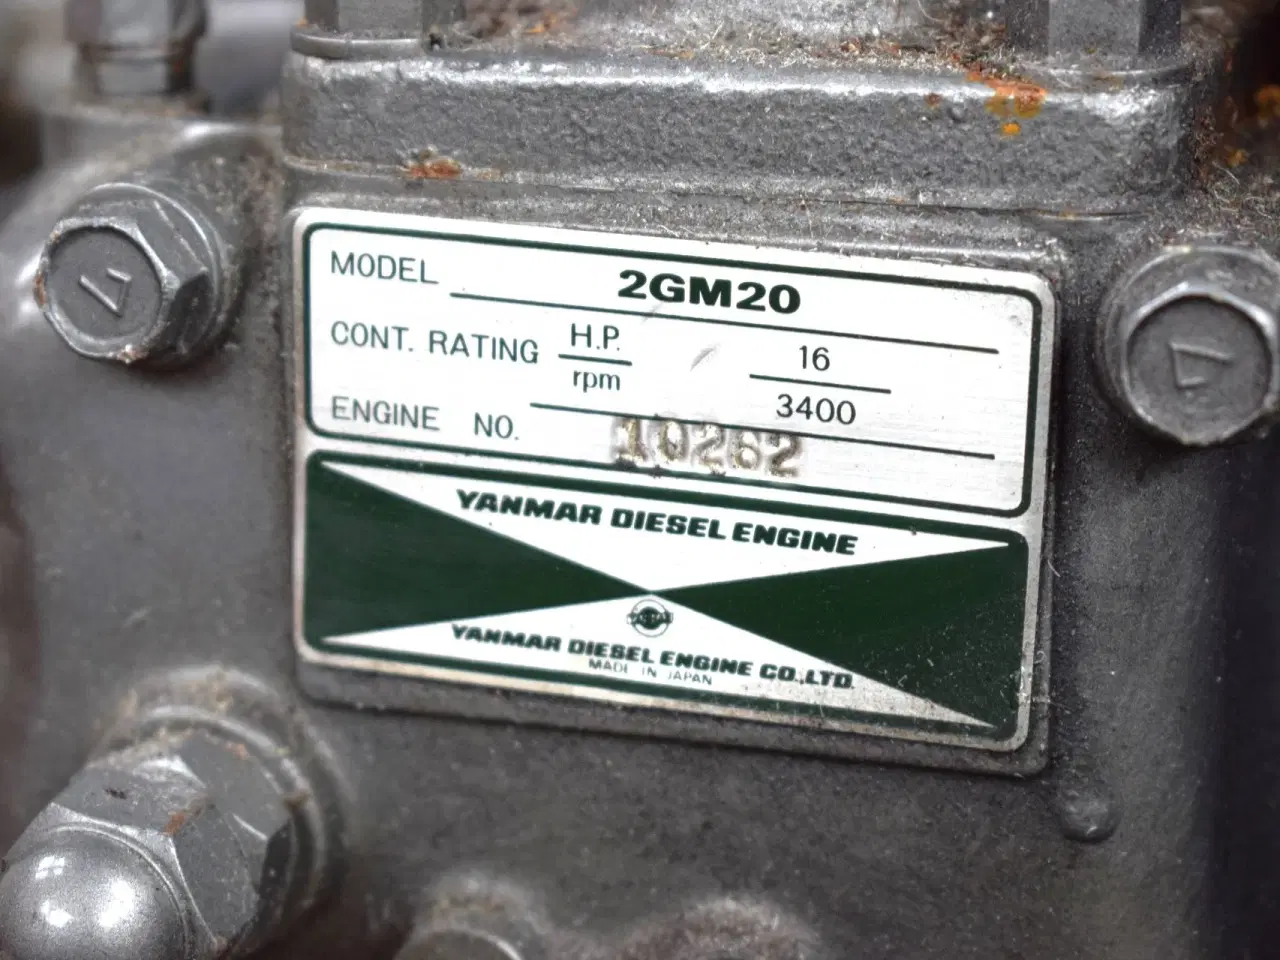 MODEL 2GM20
CONT. RATING H.P. 16
rpm 3400
ENGINE NO. 10262
YANMAR DIESEL ENGINE
YANMAR DIESEL ENGINE CO.,LTD.
MADE IN JAPAN